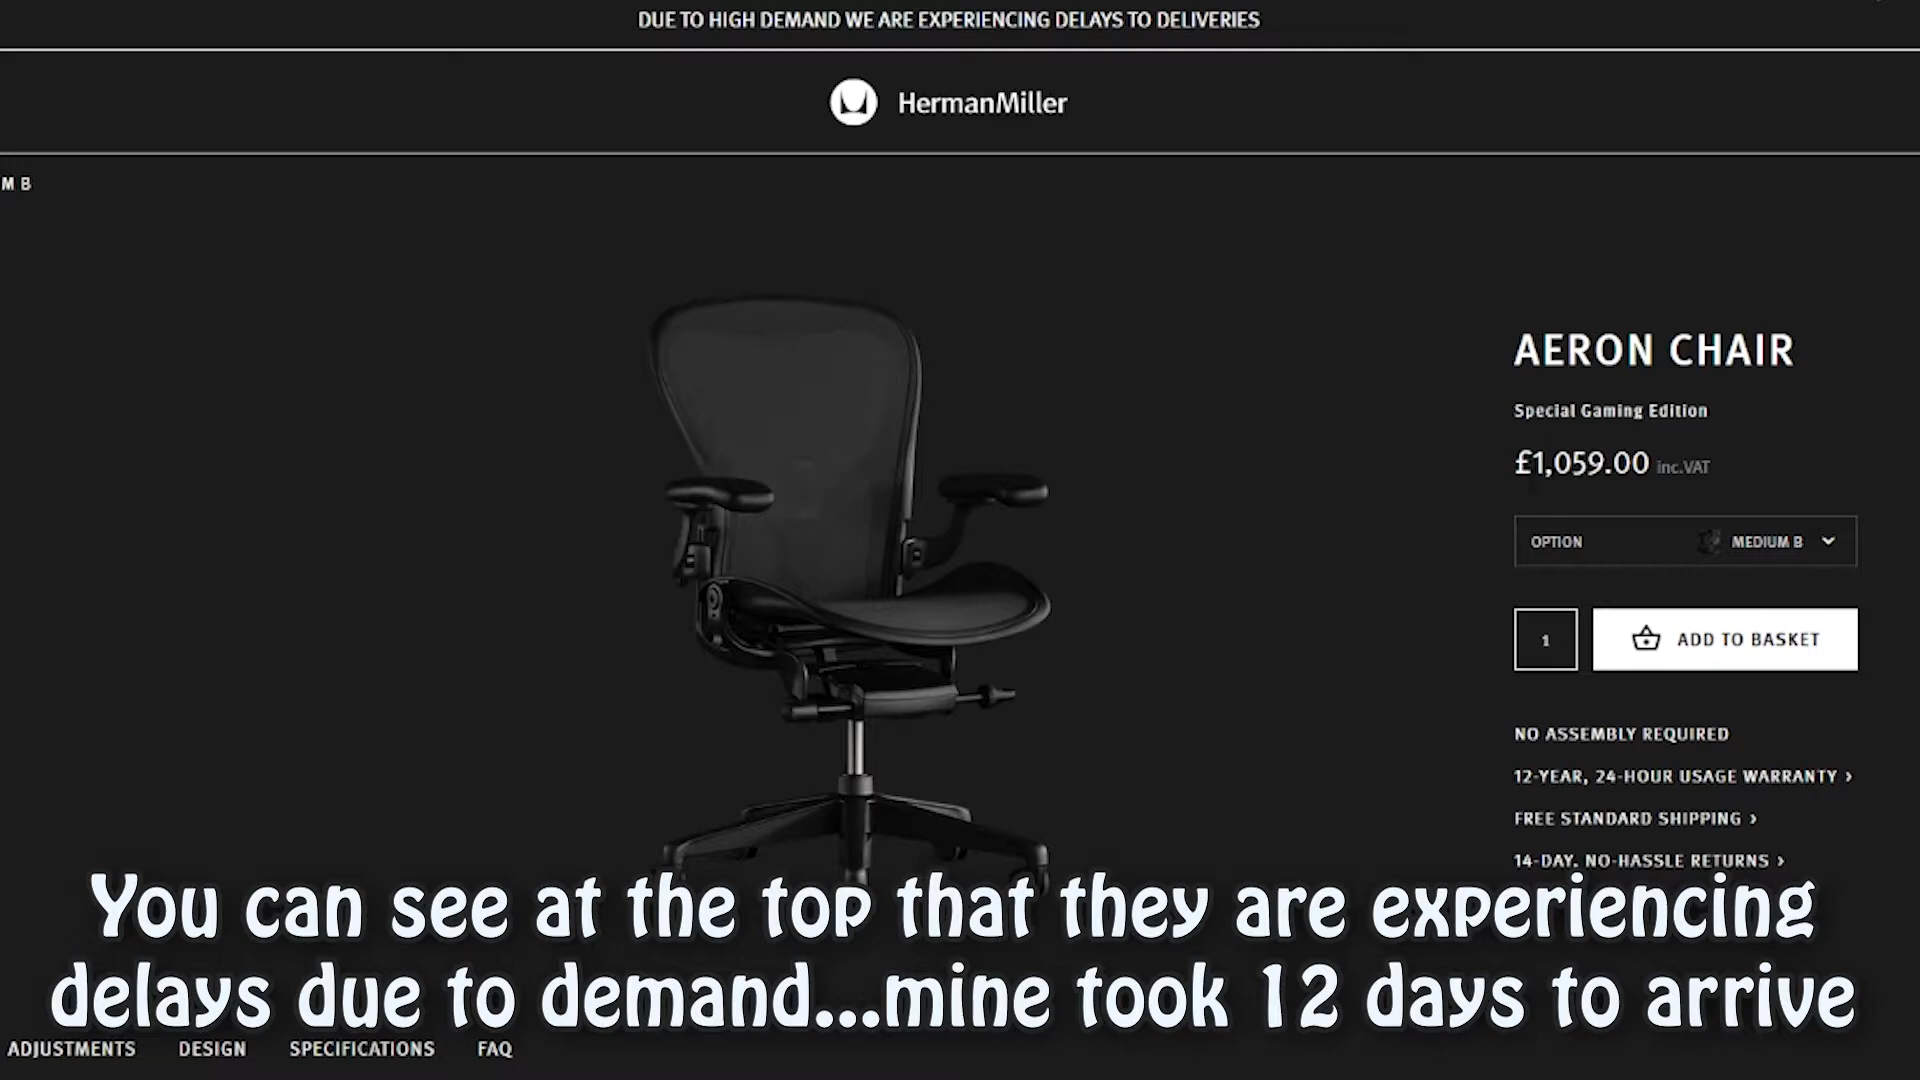 DUE TO HIGH DEMAND WE ARE EXPERIENCING DELAYS TO DELIVERIES
HermanMiller
M B
AERON CHAIR
Special Gaming Edition
£1,059.00 inc.VAT
OPTION MEDIUM B
1 ADD TO BASKET
NO ASSEMBLY REQUIRED
12-YEAR, 24-HOUR USAGE WARRANTY ›
FREE STANDARD SHIPPING ›
14-DAY, NO-HASSLE RETURNS ›
You can see at the top that they are experiencing
delays due to demand...mine took 12 days to arrive
ADJUSTMENTS DESIGN SPECIFICATIONS FAQ